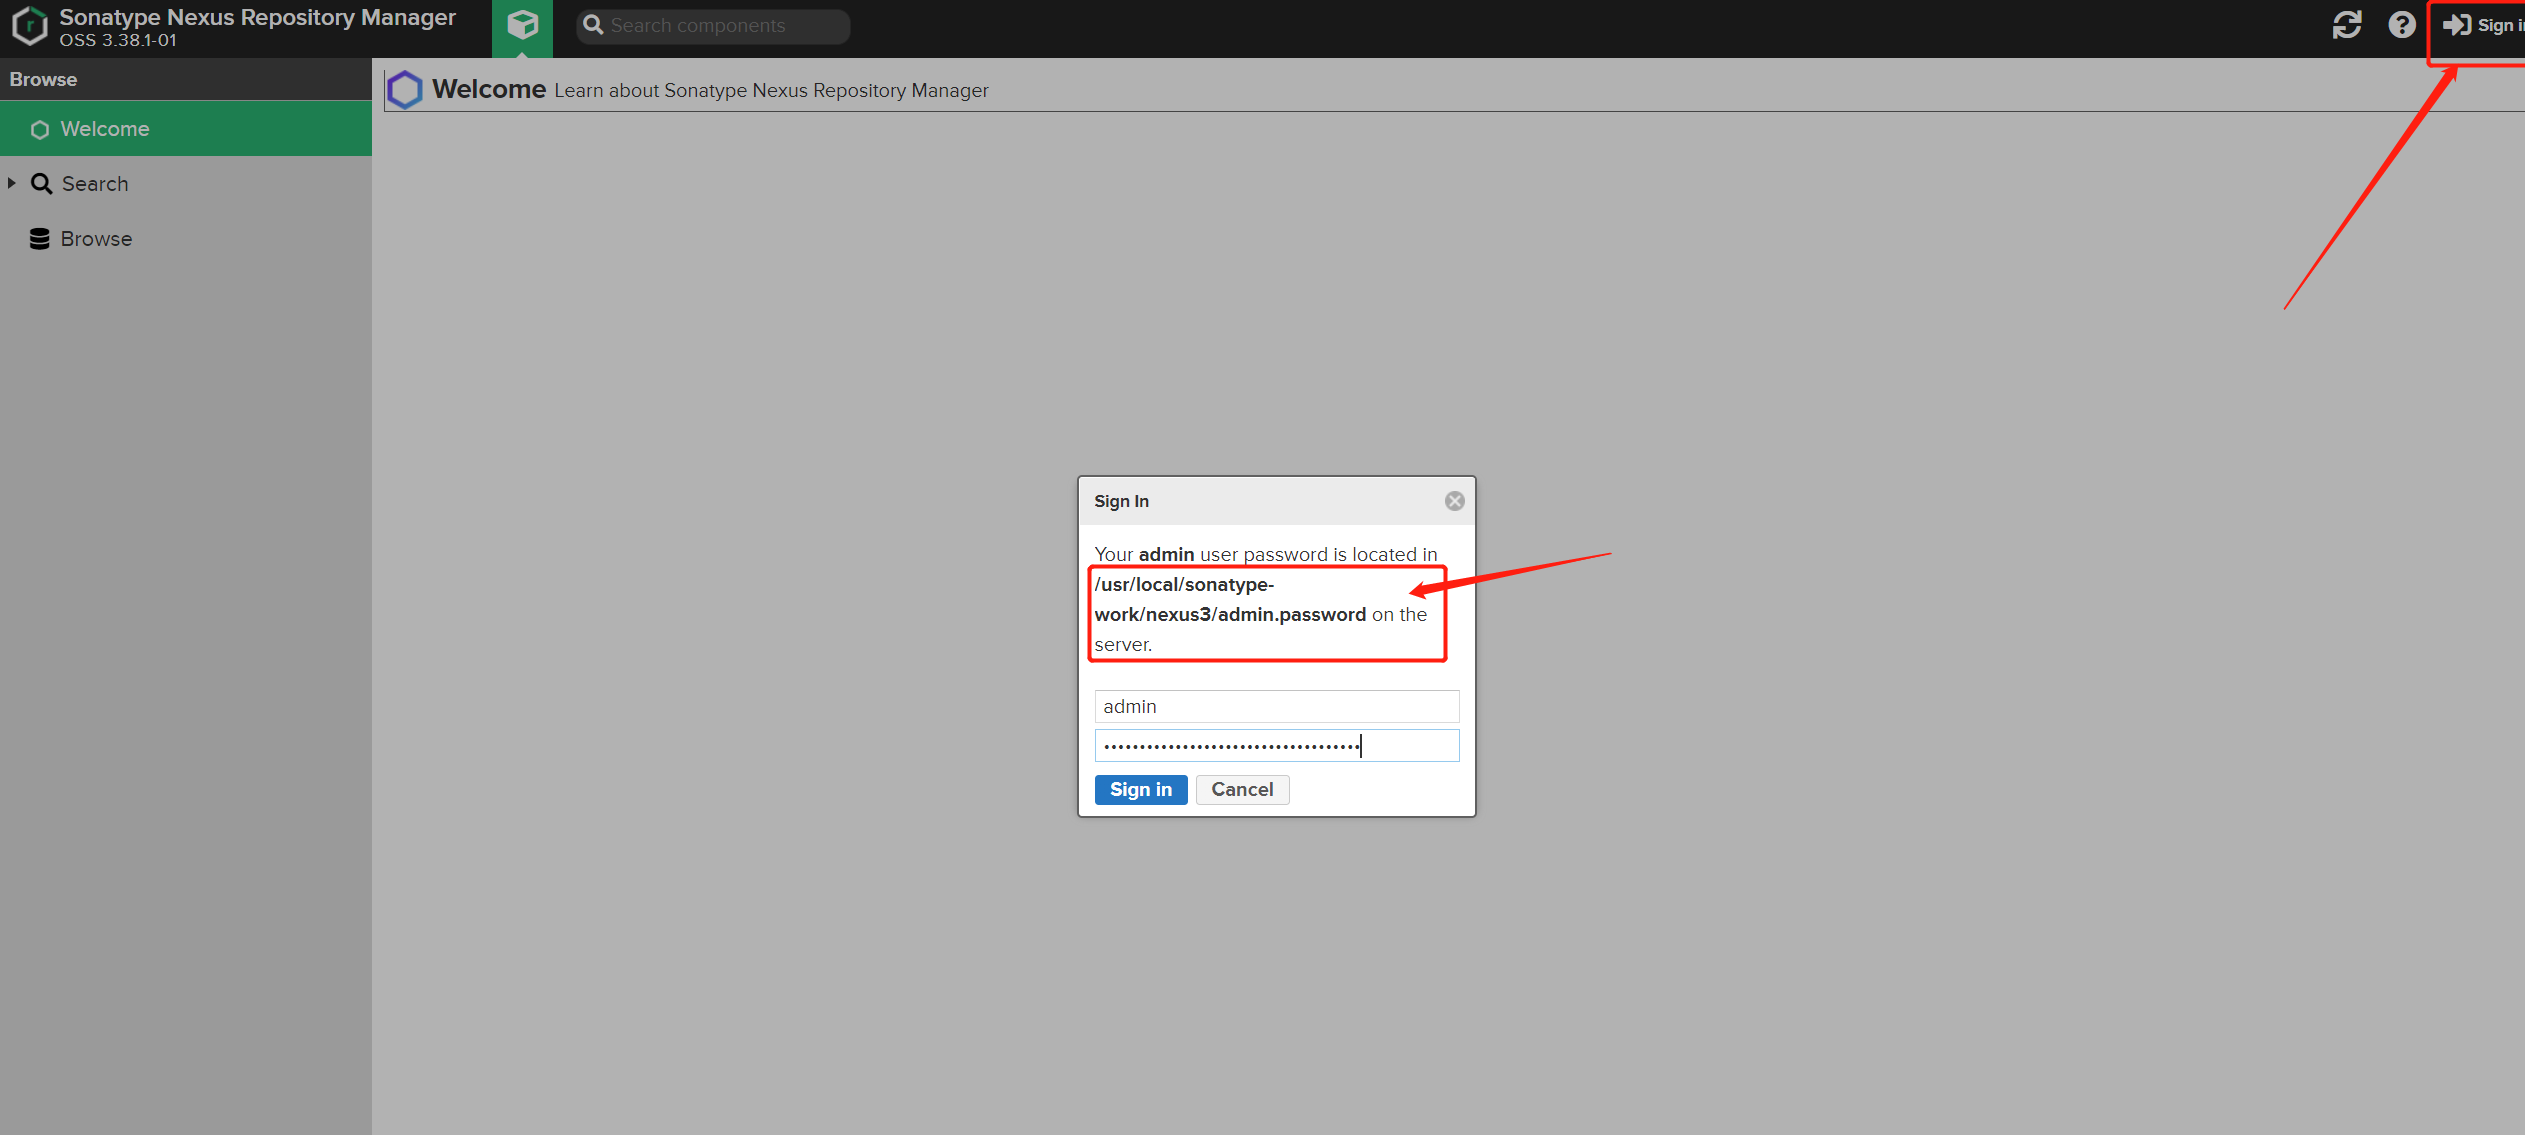 Sonatype Nexus Repository Manager
OSS 3.38.1-01
Search components
Sign i
Browse
Welcome
Search
Browse
Welcome Learn about Sonatype Nexus Repository Manager
Sign In
Your admin user password is located in
/usr/local/sonatype-
work/nexus3/admin.password on the
server.
admin
Sign in
Cancel